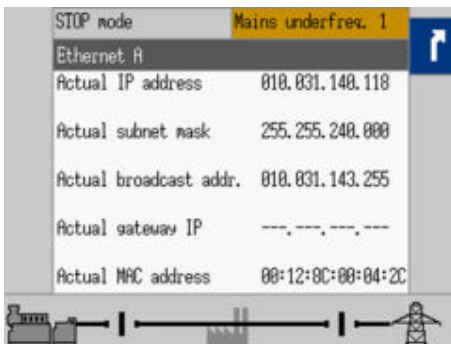 STOP mode Mains underfreq. 1
Ethernet A
Actual IP address 010.031.140.118
Actual subnet mask 255.255.240.000
Actual broadcast addr. 010.031.143.255
Actual gateway IP ---.---.---.---
Actual MAC address 00:12:8C:00:04:2C